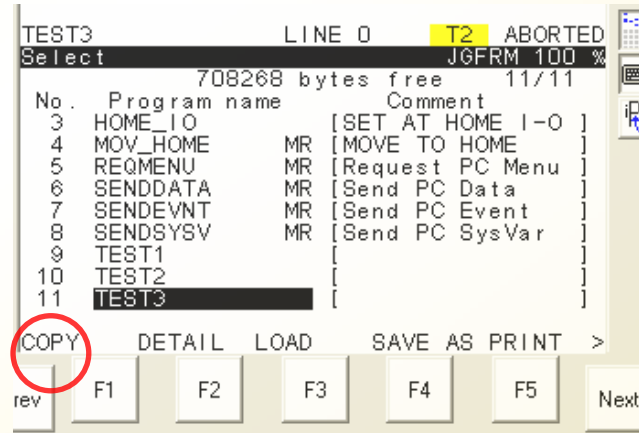 TEST3 LINE 0 T2 ABORTED
Select JGFRM 100 %
708268 bytes free 11/11
No. Program name Comment
3 HOME_IO [SET AT HOME I-O ]
4 MOV_HOME MR [MOVE TO HOME ]
5 REQMENU MR [Request PC Menu ]
6 SENDDATA MR [Send PC Data ]
7 SENDEVNT MR [Send PC Event ]
8 SENDSYSV MR [Send PC SysVar ]
9 TEST1 [ ]
10 TEST2 [ ]
11 TEST3 [ ]
COPY DETAIL LOAD SAVE AS PRINT >
rev F1 F2 F3 F4 F5 Next